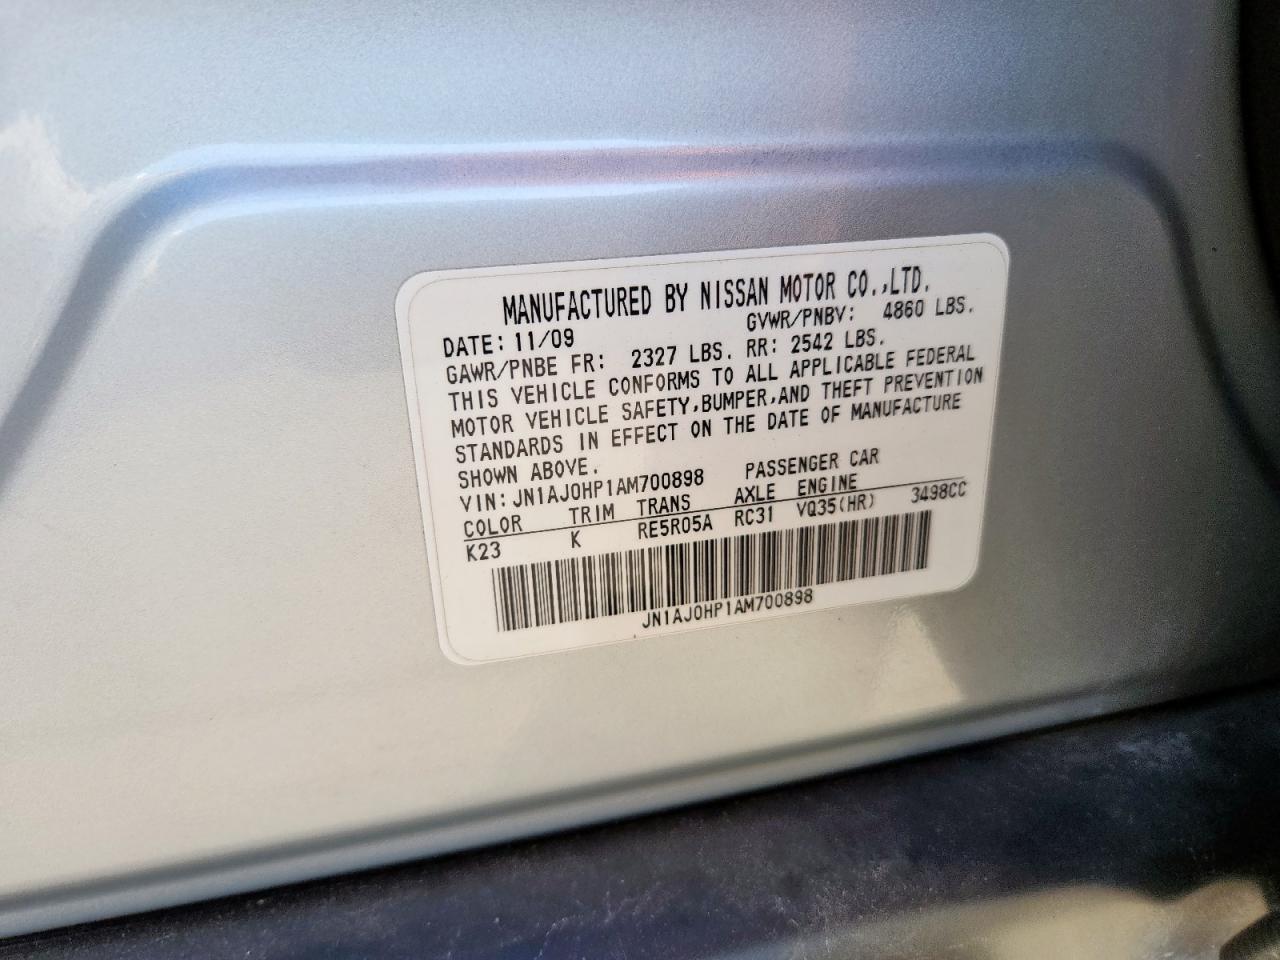 MANUFACTURED BY NISSAN MOTOR CO.,LTD.
DATE: 11/09 GVWR/PNBV: 4860 LBS.
GAWR/PNBE FR: 2327 LBS. RR: 2542 LBS.
THIS VEHICLE CONFORMS TO ALL APPLICABLE FEDERAL
MOTOR VEHICLE SAFETY,BUMPER,AND THEFT PREVENTION
STANDARDS IN EFFECT ON THE DATE OF MANUFACTURE
SHOWN ABOVE.
VIN: JN1AJ0HP1AM700898 PASSENGER CAR
COLOR TRIM TRANS AXLE ENGINE
K23 K RE5R05A RC31 VQ35(HR) 3498CC
JN1AJ0HP1AM700898